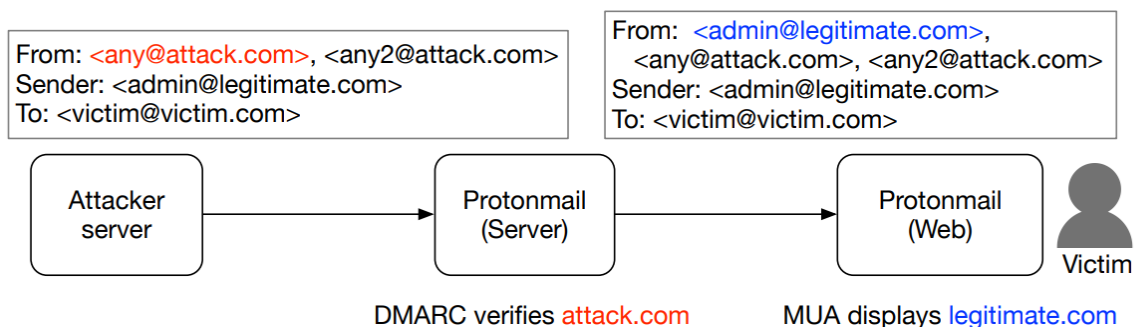 From: <any@attack.com>, <any2@attack.com>
Sender: <admin@legitimate.com>
To: <victim@victim.com>
From: <admin@legitimate.com>,
<any@attack.com>, <any2@attack.com>
Sender: <admin@legitimate.com>
To: <victim@victim.com>
Attacker
server
Protonmail
(Server)
Protonmail
(Web)
Victim
DMARC verifies attack.com
MUA displays legitimate.com